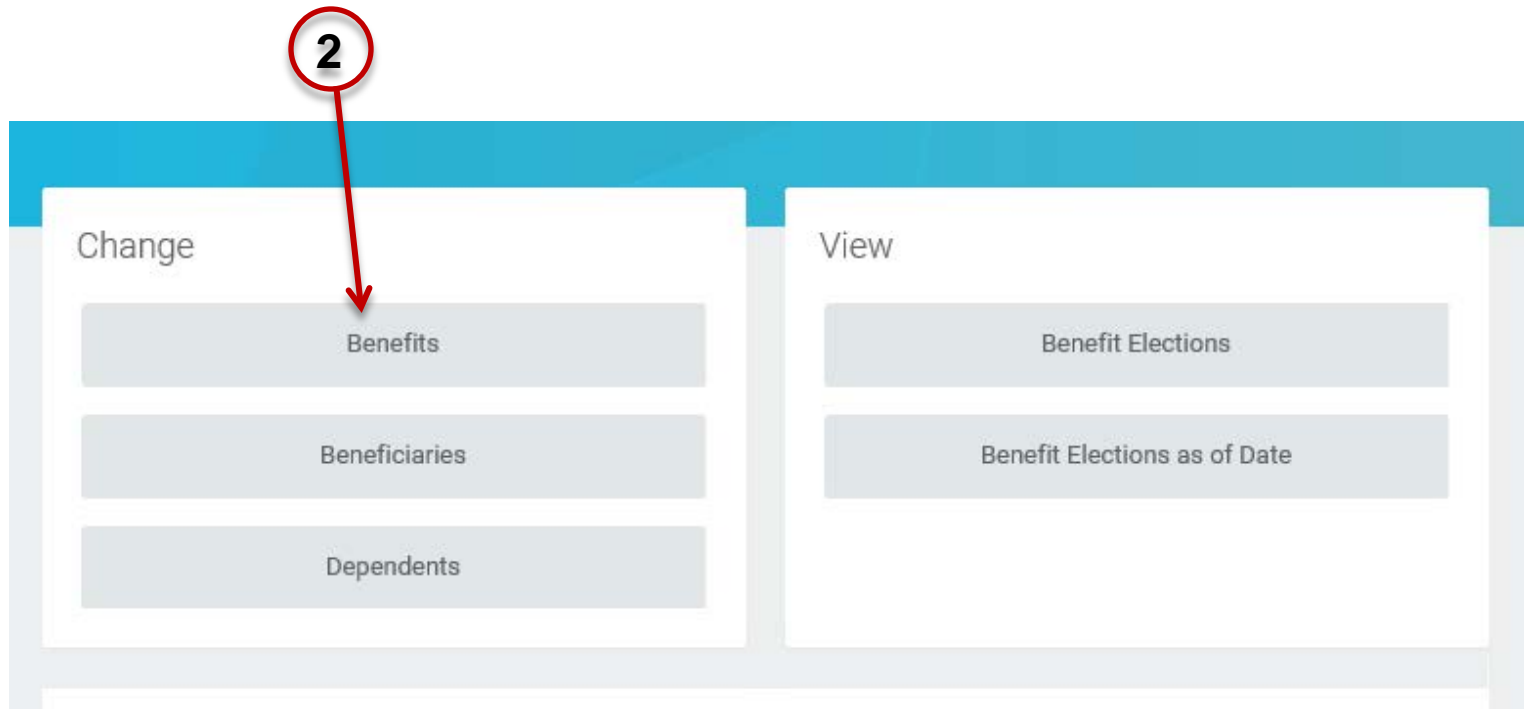 2
Change
Benefits
Beneficiaries
Dependents
View
Benefit Elections
Benefit Elections as of Date